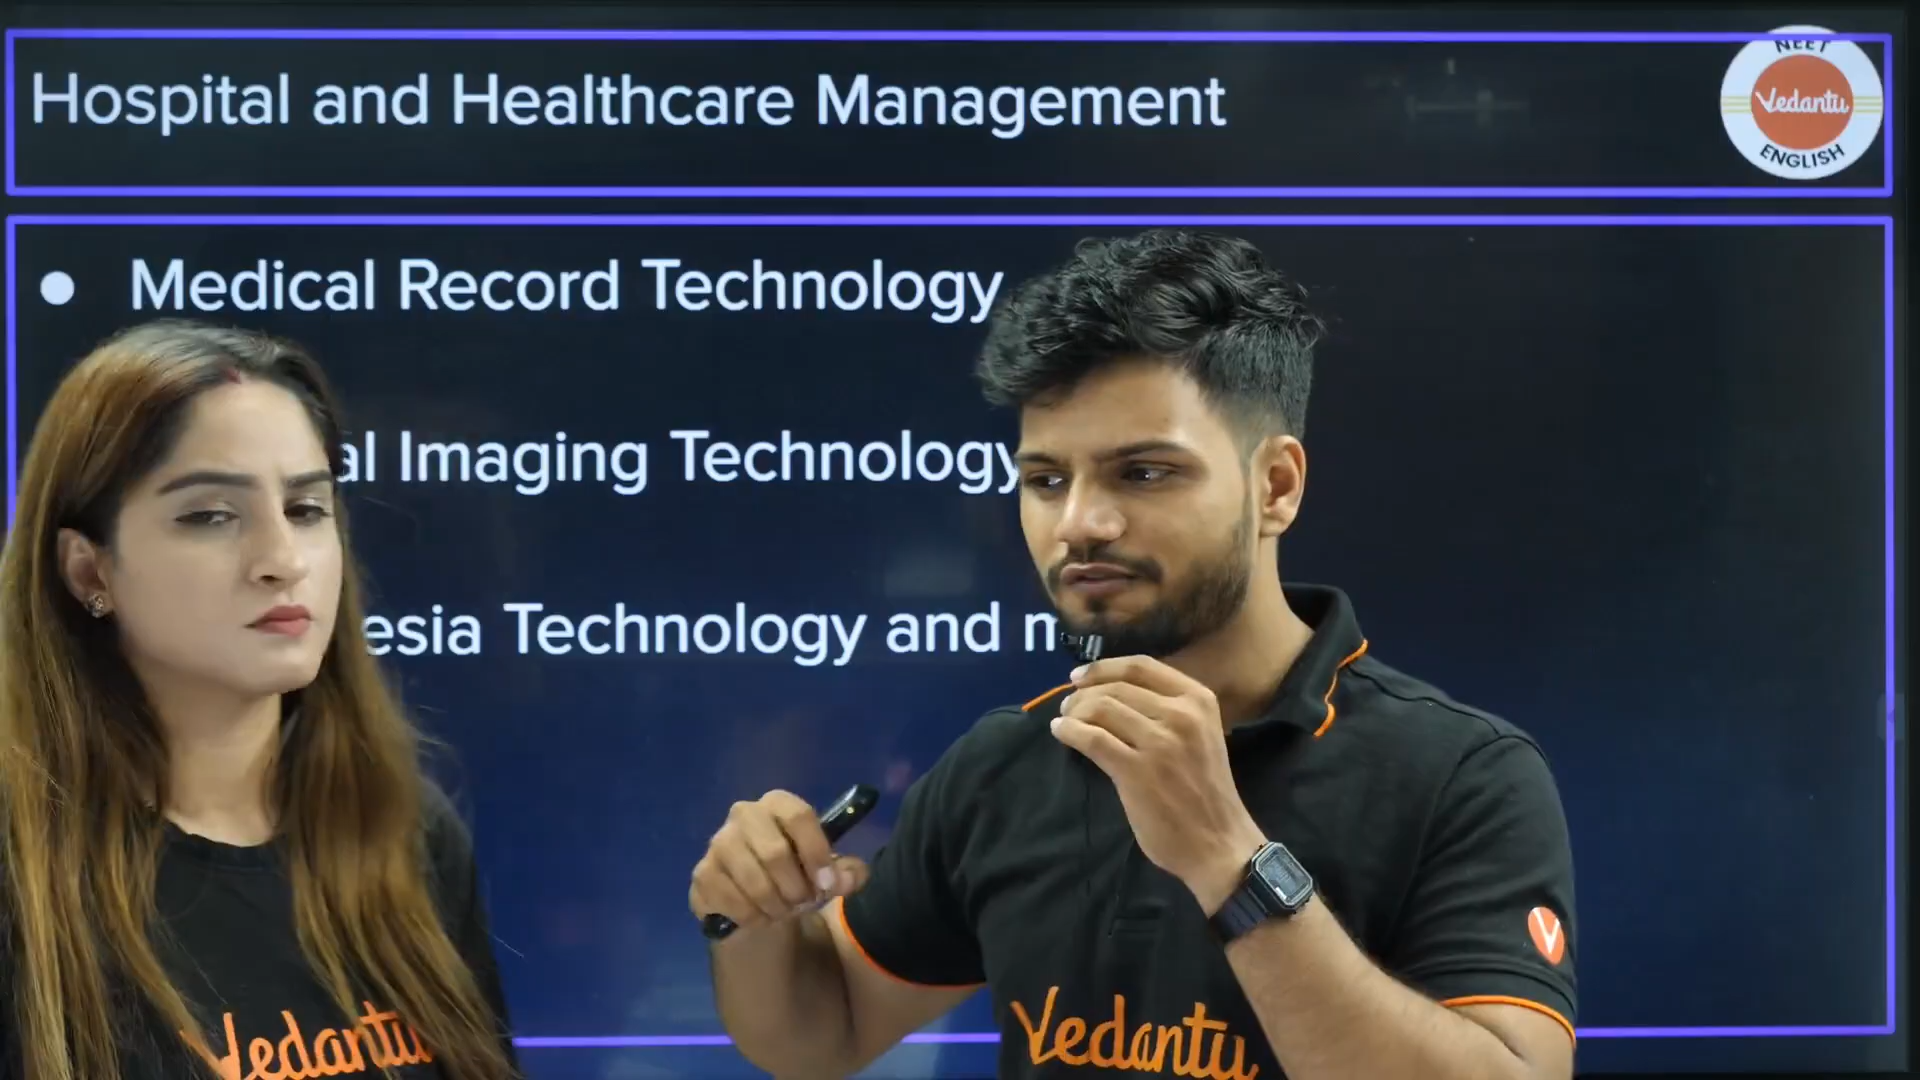 Hospital and Healthcare Management
NEET
Vedantu
ENGLISH
• Medical Record Technology
al Imaging Technology
esia Technology and m
Vedantu
Vedantu
V